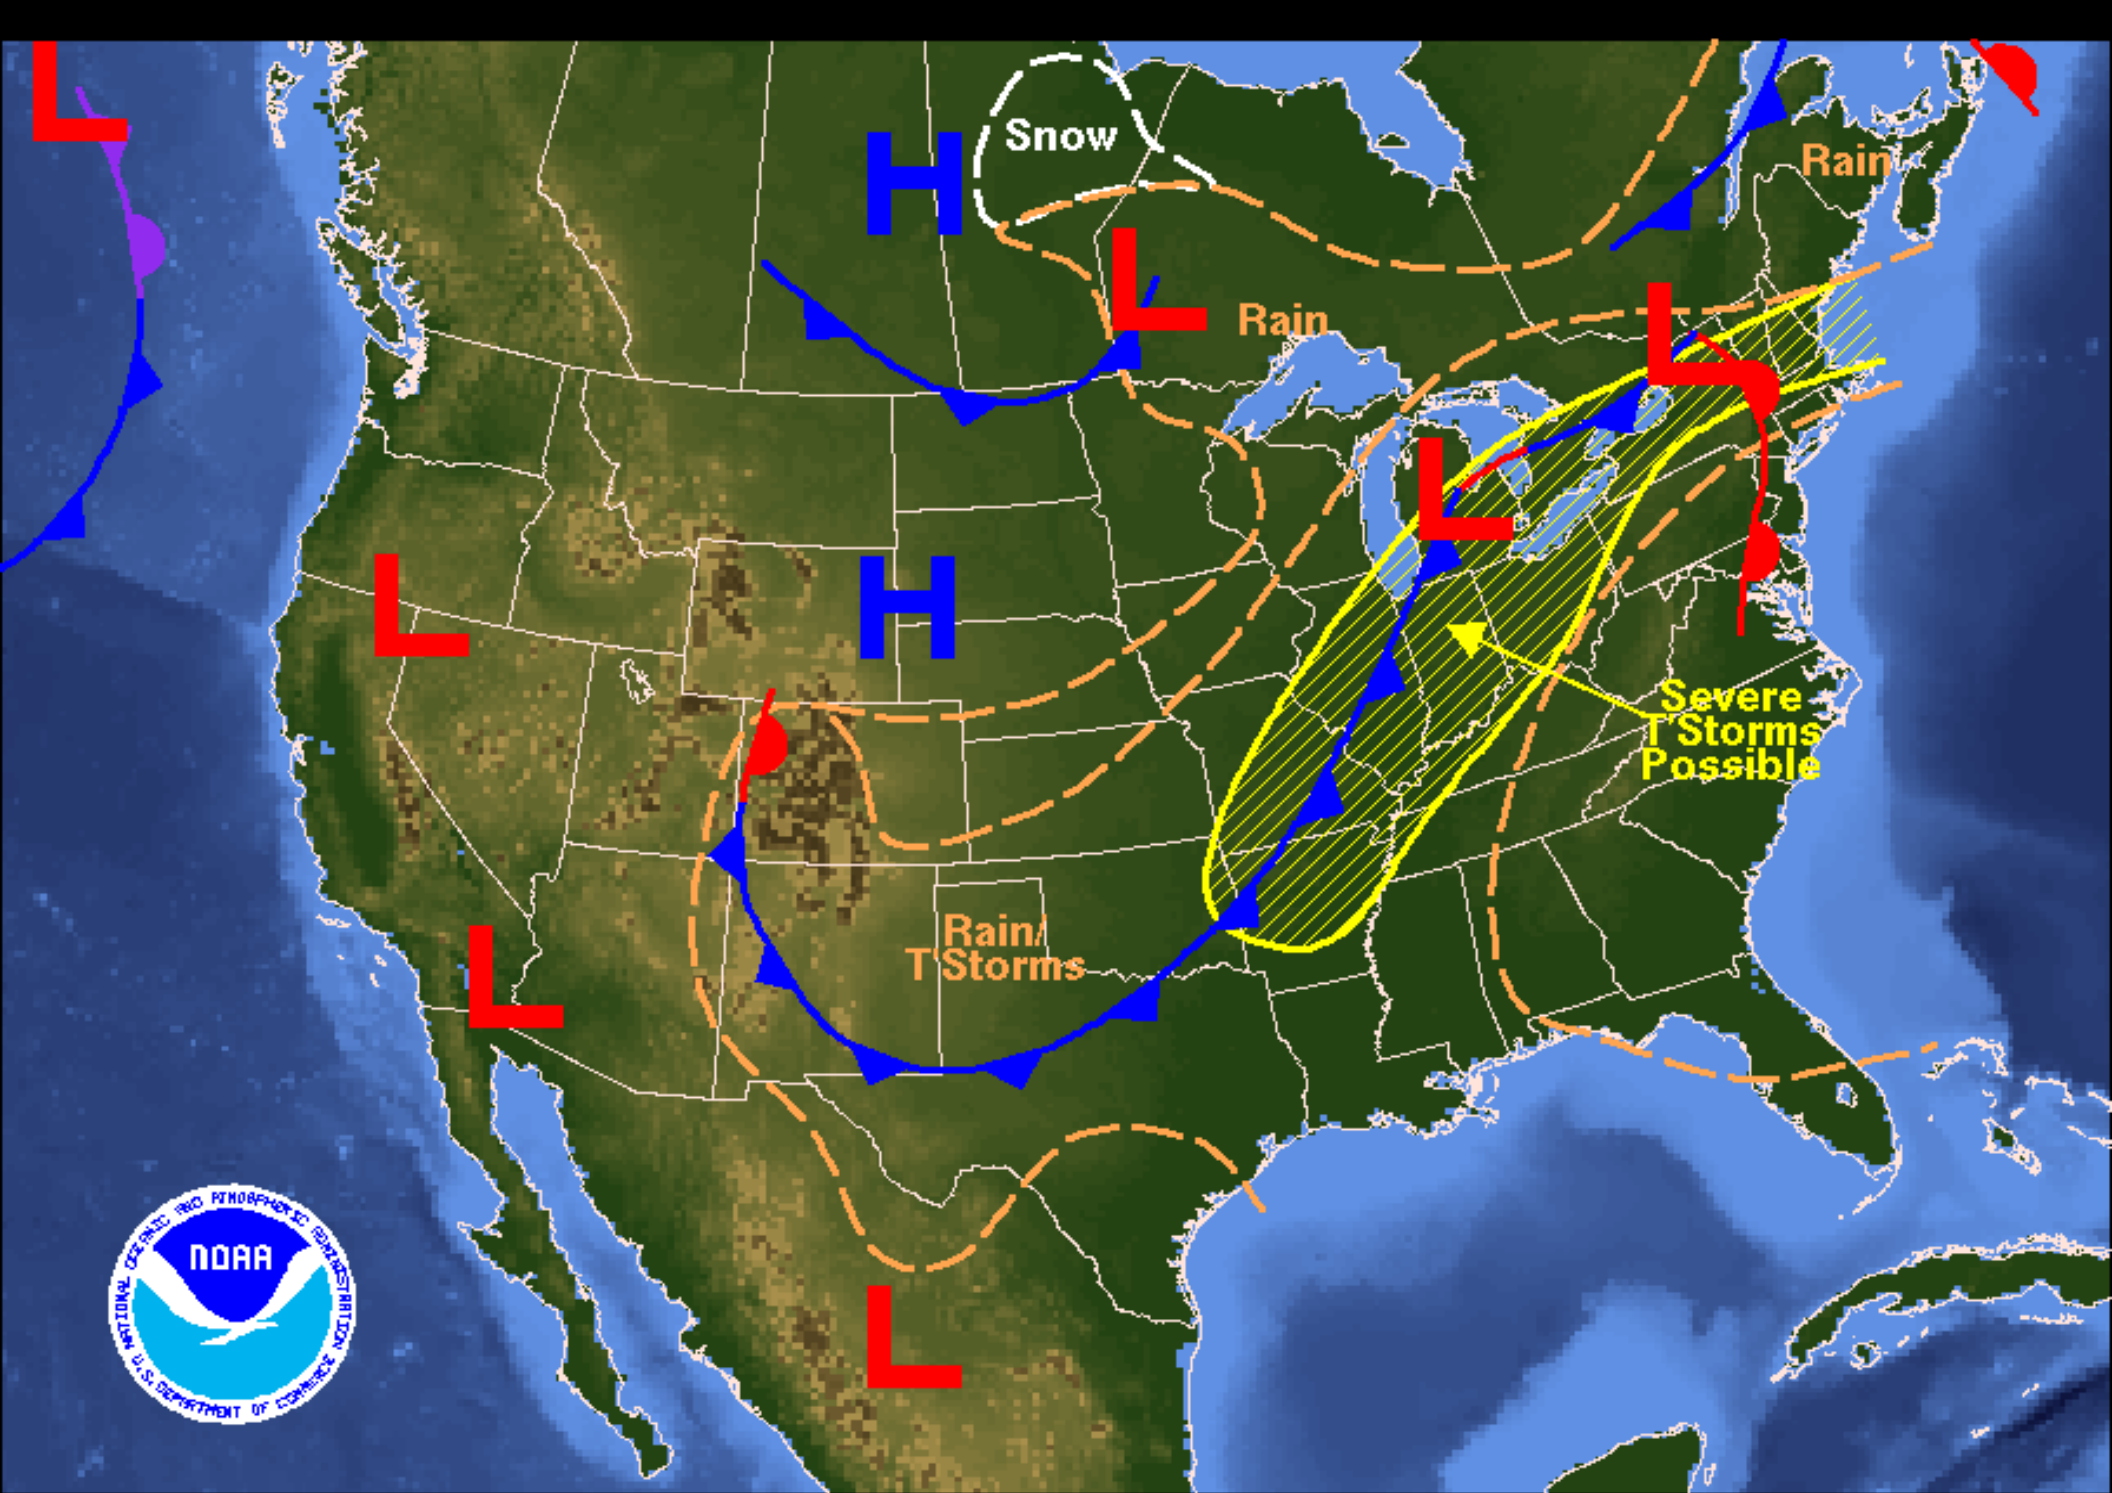 L
Snow
H
Rain
L
Rain
L
L
L
H
Severe
T'Storms
Possible
L
Rain/
T'Storms
NATIONAL OCEANIC AND ATMOSPHERIC ADMINISTRATION
NOAA
U.S. DEPARTMENT OF COMMERCE
L